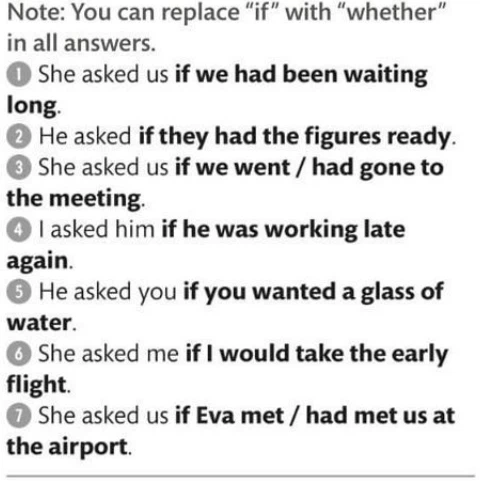 Note: You can replace “if” with “whether”
in all answers.
1 She asked us if we had been waiting
long.
2 He asked if they had the figures ready.
3 She asked us if we went / had gone to
the meeting.
4 I asked him if he was working late
again.
5 He asked you if you wanted a glass of
water.
6 She asked me if I would take the early
flight.
7 She asked us if Eva met / had met us at
the airport.